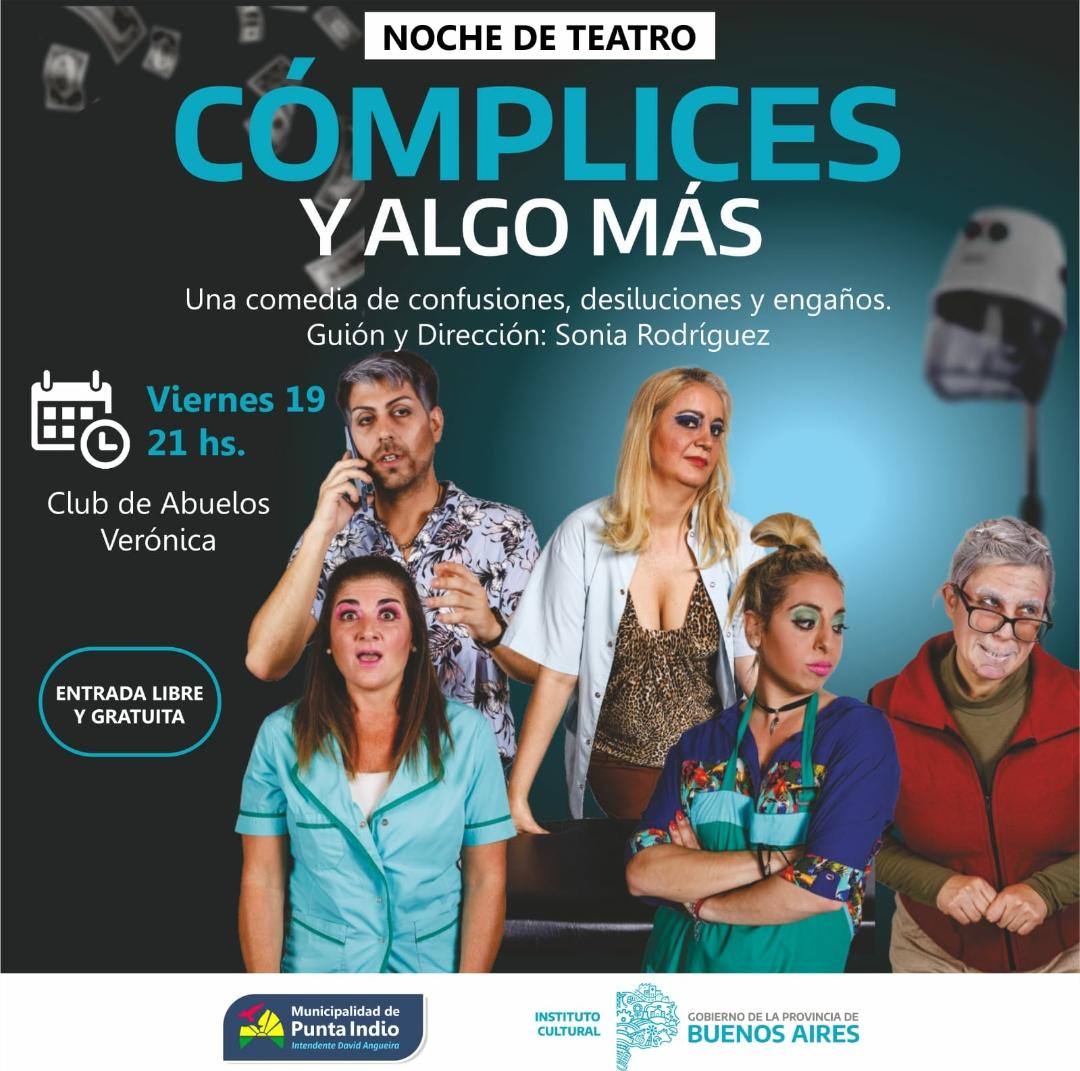 NOCHE DE TEATRO
CÓMPLICES
Y ALGO MÁS
Una comedia de confusiones, desiluciones y engaños.
Guión y Dirección: Sonia Rodríguez
Viernes 19
21 hs.
Club de Abuelos
Verónica
ENTRADA LIBRE
Y GRATUITA
Municipalidad de
Punta Indio
Intendente David Angueira
INSTITUTO
CULTURAL
GOBIERNO DE LA PROVINCIA DE
BUENOS AIRES